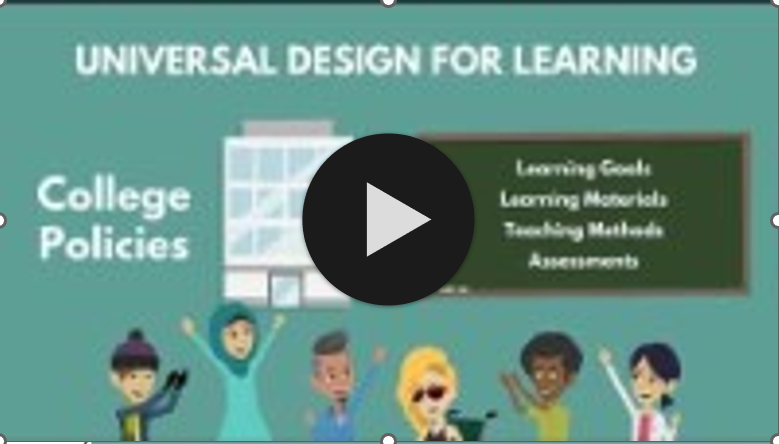 UNIVERSAL DESIGN FOR LEARNING
College
Policies
Learning Goals
Learning Materials
Teaching Methods
Assessments